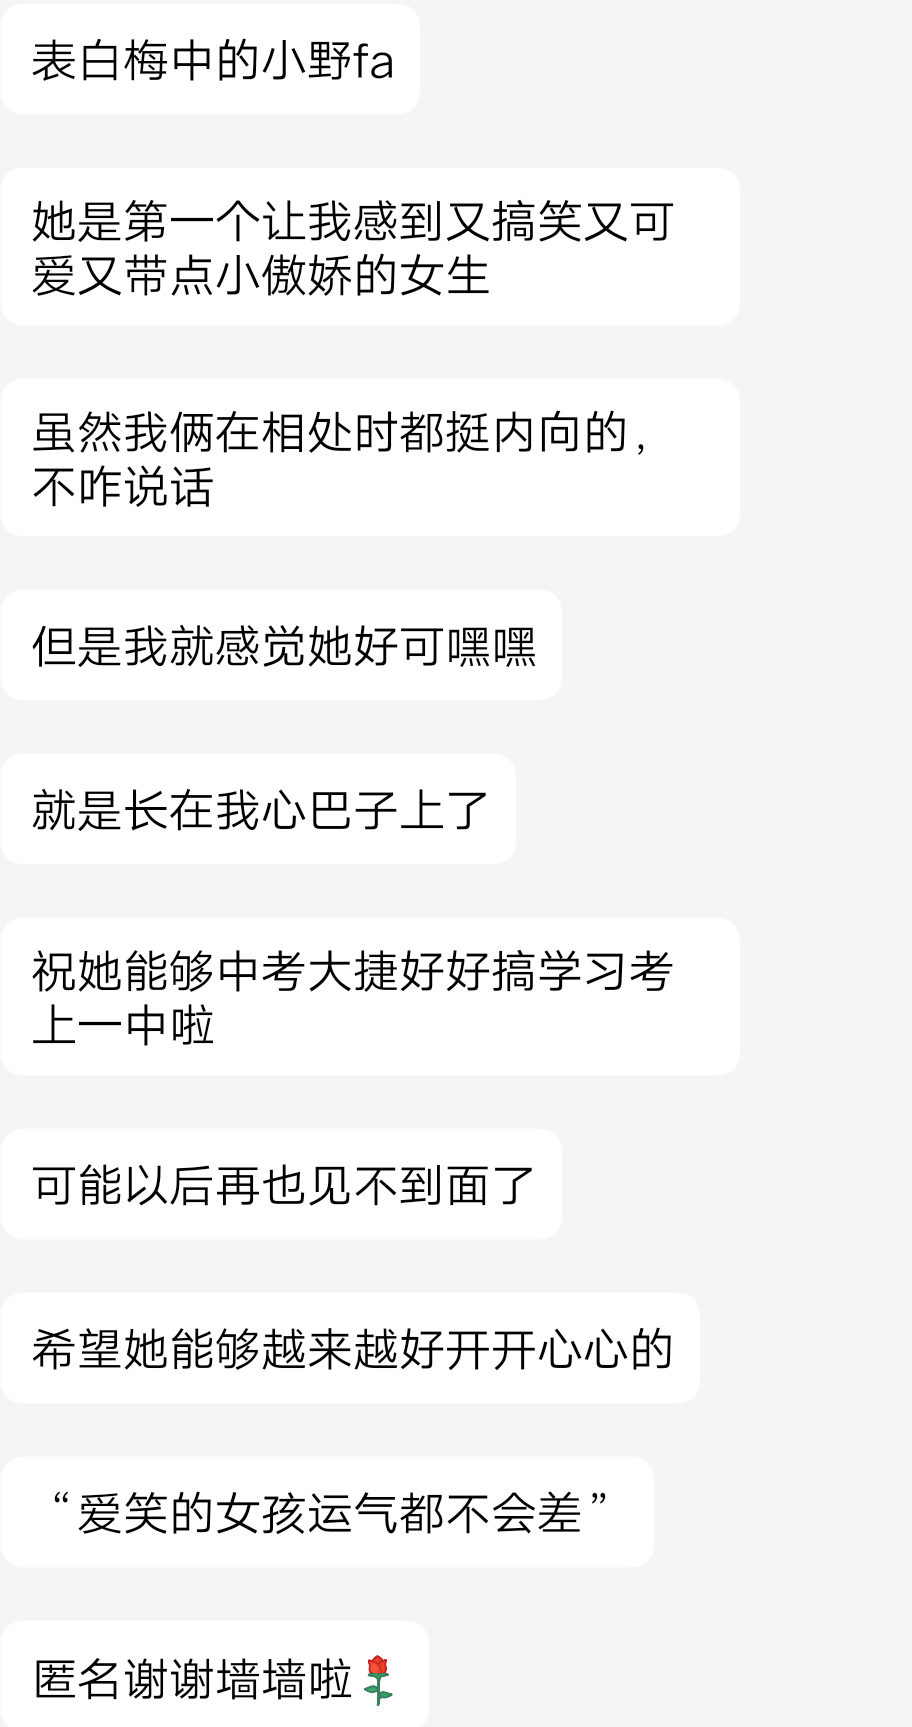 表白梅中的小野fa
她是第一个让我感到又搞笑又可
爱又带点小傲娇的女生
虽然我俩在相处时都挺内向的，
不咋说话
但是我就感觉她好可嘿嘿
就是长在我心巴子上了
祝她能够中考大捷好好搞学习考
上一中啦
可能以后再也见不到面了
希望她能够越来越好开开心心的
“爱笑的女孩运气都不会差”
匿名谢谢墙墙啦🌹